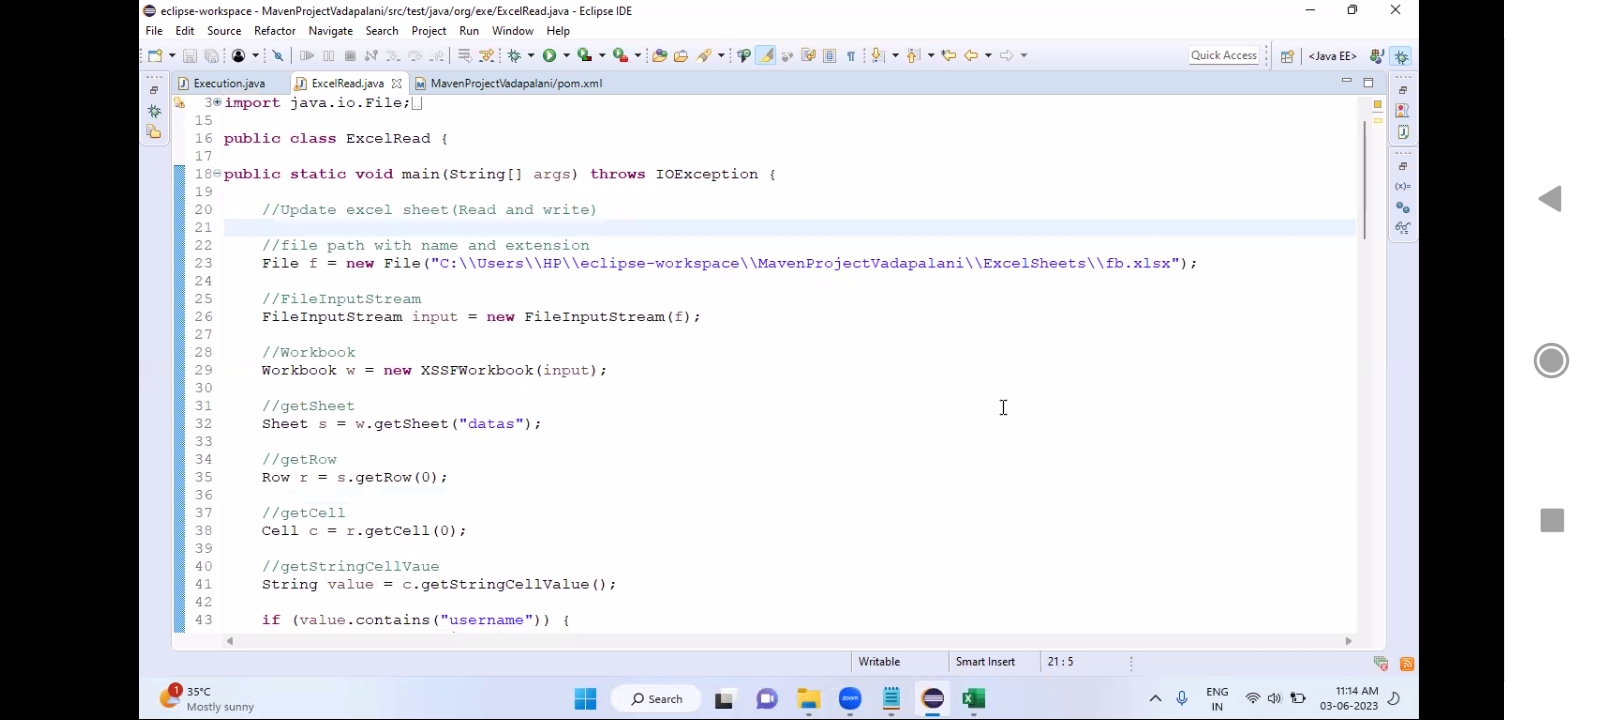 eclipse-workspace - MavenProjectVadapalani/src/test/java/org/exe/ExcelRead.java - Eclipse IDE
File Edit Source Refactor Navigate Search Project Run Window Help
Quick Access <Java EE>
Execution.java ExcelRead.java MavenProjectVadapalani/pom.xml
3 import java.io.File;
15
16 public class ExcelRead {
17
18 public static void main(String[] args) throws IOException {
19
20 //Update excel sheet(Read and write)
21
22 //file path with name and extension
23 File f = new File("C:\\Users\\HP\\eclipse-workspace\\MavenProjectVadapalani\\ExcelSheets\\fb.xlsx");
24
25 //FileInputStream
26 FileInputStream input = new FileInputStream(f);
27
28 //Workbook
29 Workbook w = new XSSFWorkbook(input);
30
31 //getSheet
32 Sheet s = w.getSheet("datas");
33
34 //getRow
35 Row r = s.getRow(0);
36
37 //getCell
38 Cell c = r.getCell(0);
39
40 //getStringCellVaue
41 String value = c.getStringCellValue();
42
43 if (value.contains("username")) {
Writable Smart Insert 21 : 5
1 35°C
Mostly sunny
Search
zoom
ENG
IN
11:14 AM
03-06-2023